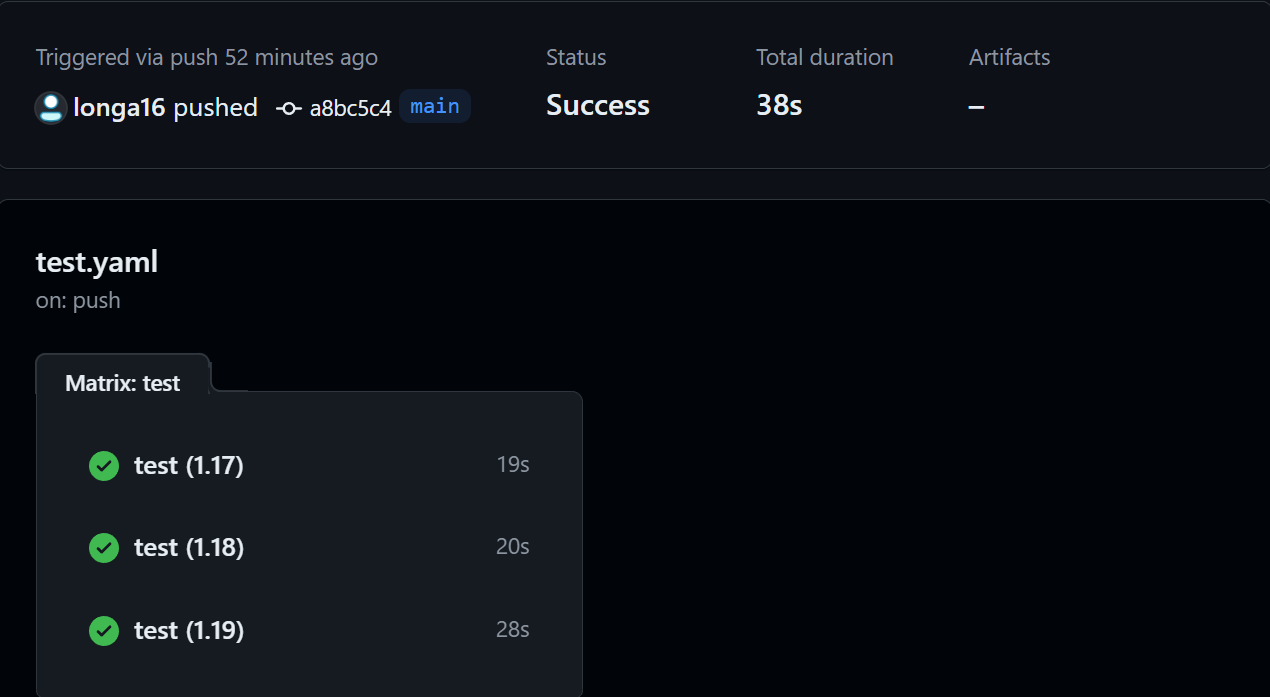 Triggered via push 52 minutes ago
longa16 pushed a8bc5c4 main
Status
Success
Total duration
38s
Artifacts
–
test.yaml
on: push
Matrix: test
test (1.17) 19s
test (1.18) 20s
test (1.19) 28s